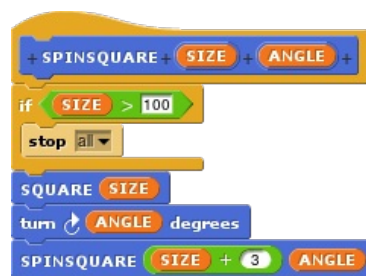 + SPINSQUARE + SIZE + ANGLE +
if SIZE > 100
stop all
SQUARE SIZE
turn ANGLE degrees
SPINSQUARE SIZE + 3 ANGLE